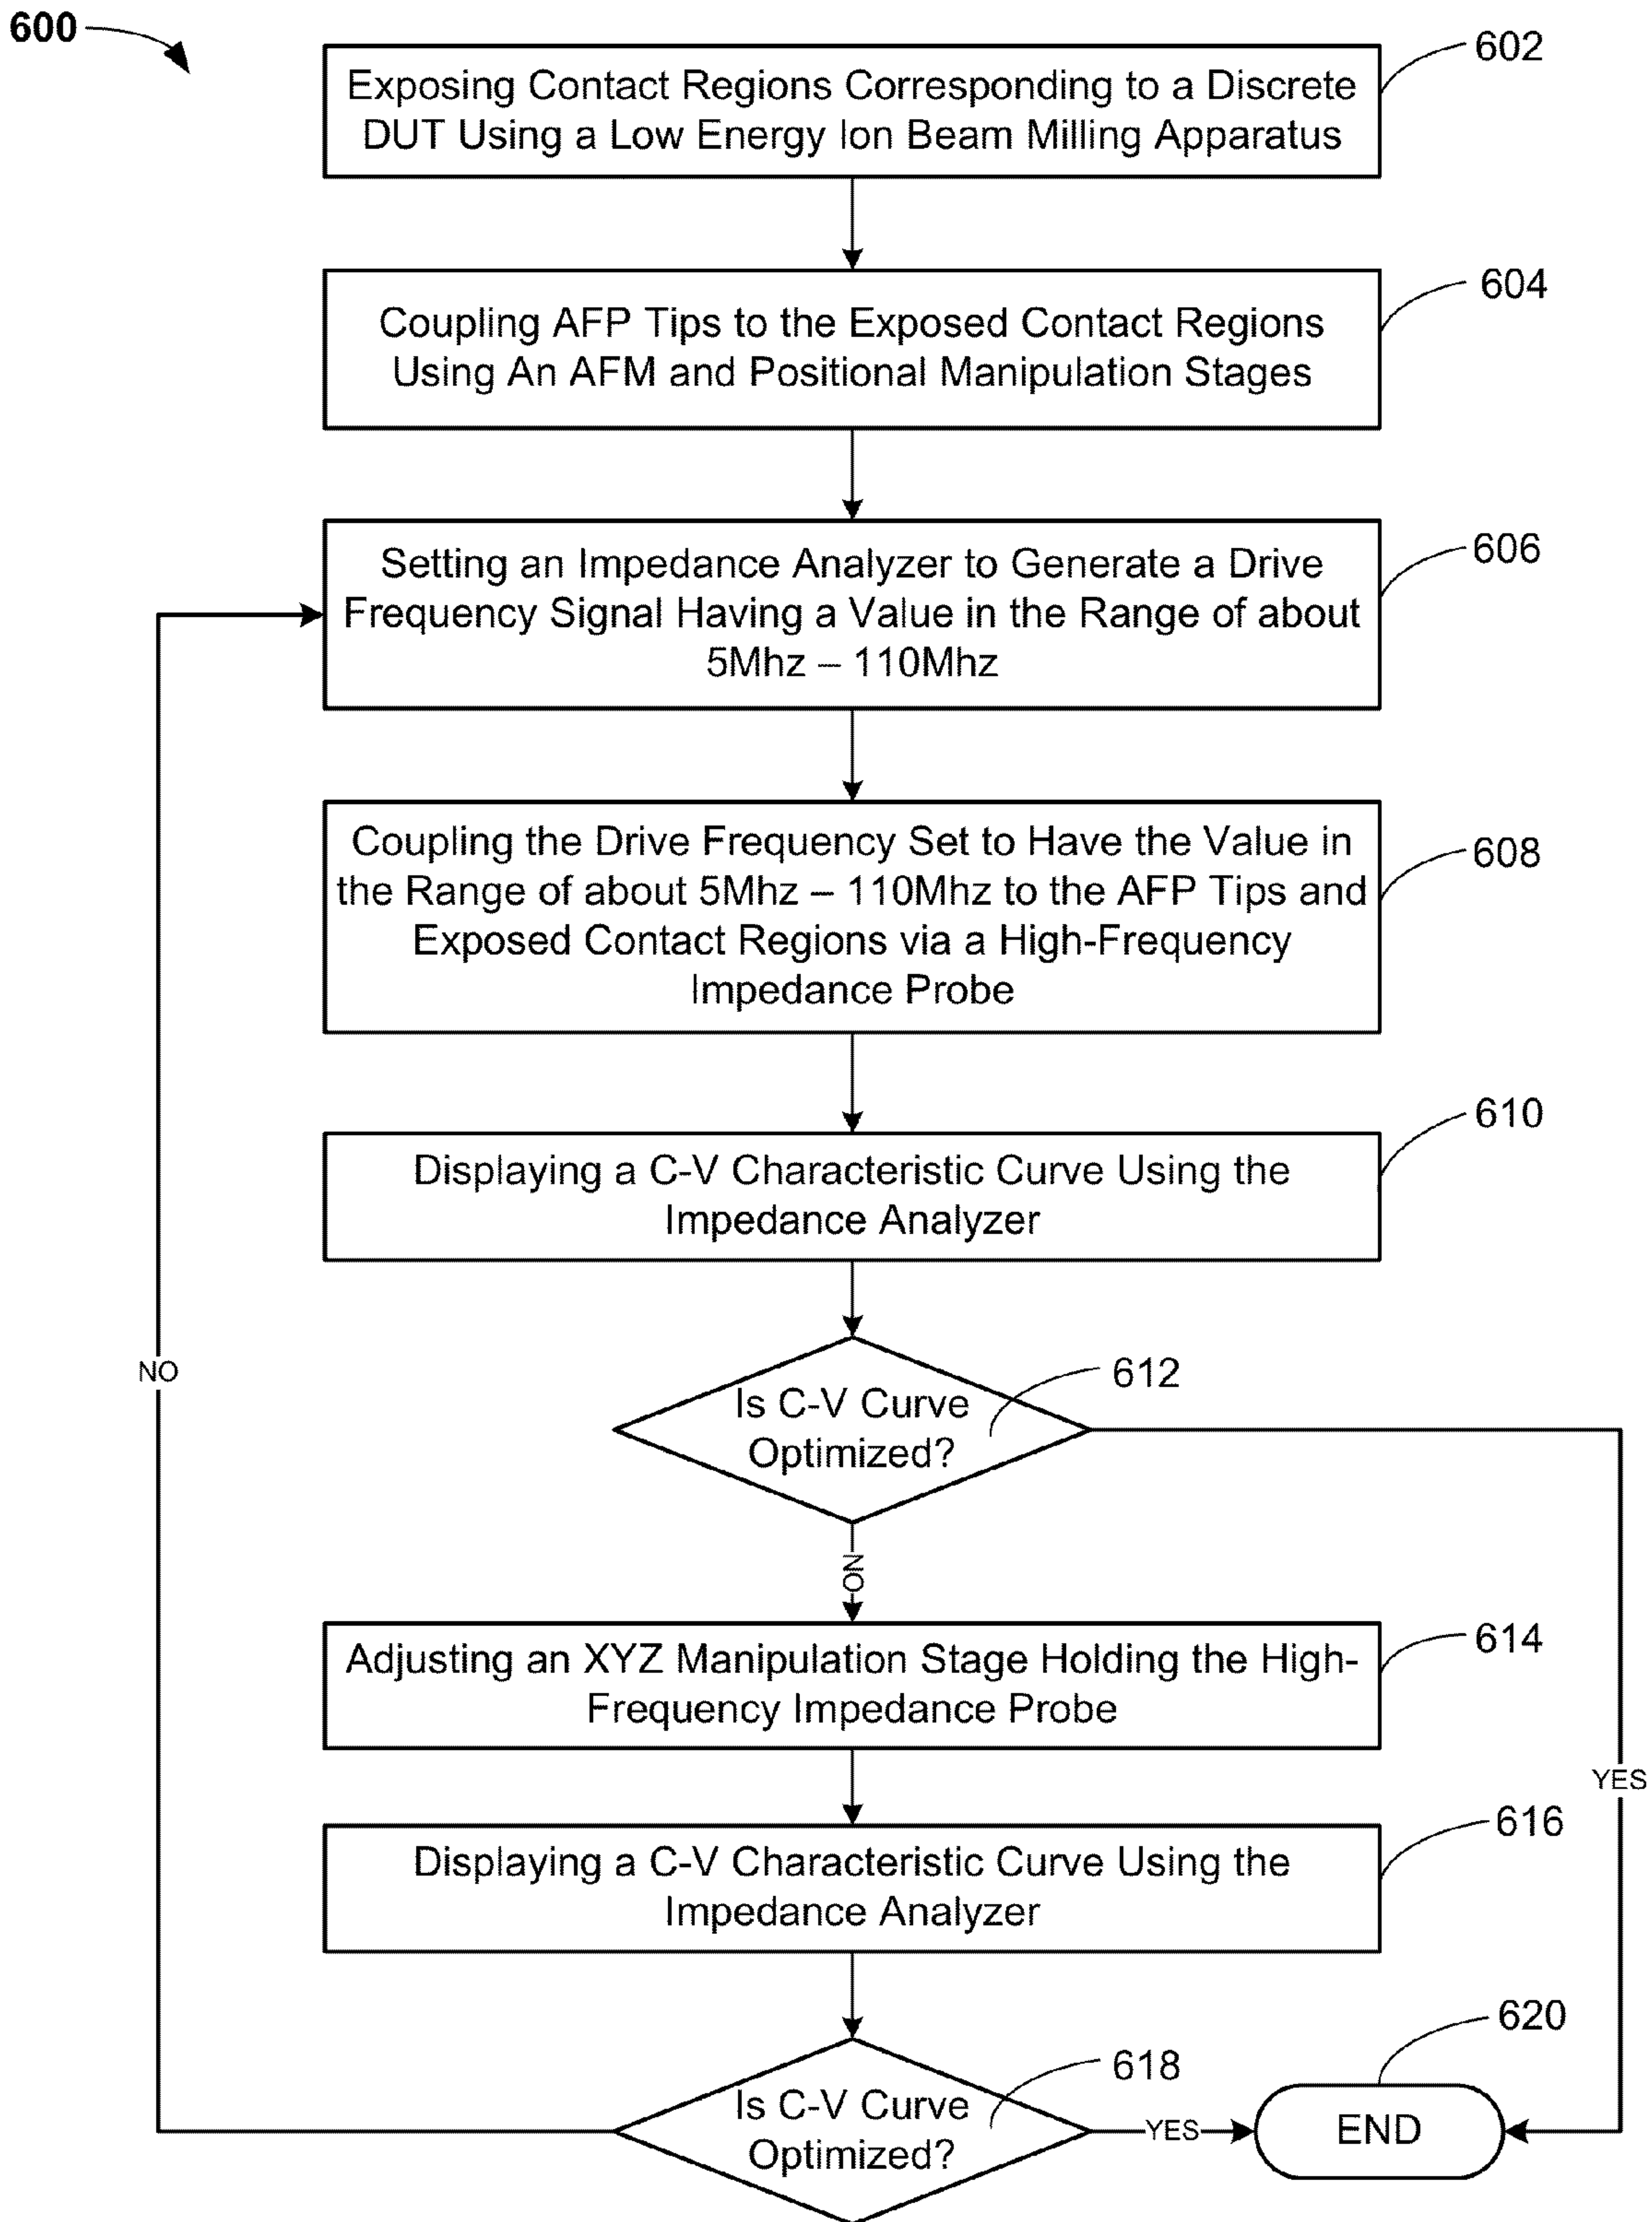 600
602
Exposing Contact Regions Corresponding to a Discrete
DUT Using a Low Energy Ion Beam Milling Apparatus
604
Coupling AFP Tips to the Exposed Contact Regions
Using An AFM and Positional Manipulation Stages
606
Setting an Impedance Analyzer to Generate a Drive
Frequency Signal Having a Value in the Range of about
5Mhz – 110Mhz
608
Coupling the Drive Frequency Set to Have the Value in
the Range of about 5Mhz – 110Mhz to the AFP Tips and
Exposed Contact Regions via a High-Frequency
Impedance Probe
610
Displaying a C-V Characteristic Curve Using the
Impedance Analyzer
612
Is C-V Curve
Optimized?
NO
NO
614
Adjusting an XYZ Manipulation Stage Holding the High-
Frequency Impedance Probe
YES
616
Displaying a C-V Characteristic Curve Using the
Impedance Analyzer
618
Is C-V Curve
Optimized?
YES
620
END